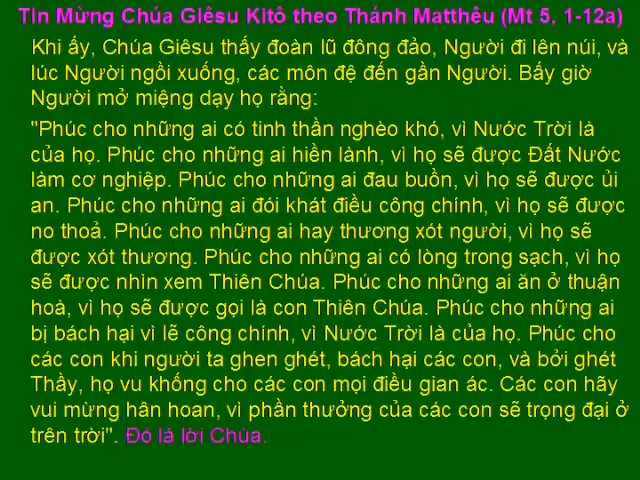 Tin Mừng Chúa Giêsu Kitô theo Thánh Matthêu (Mt 5, 1-12a)
Khi ấy, Chúa Giêsu thấy đoàn lũ đông đảo, Người đi lên núi, và
lúc Người ngồi xuống, các môn đệ đến gần Người. Bấy giờ
Người mở miệng dạy họ rằng:
"Phúc cho những ai có tinh thần nghèo khó, vì Nước Trời là
của họ. Phúc cho những ai hiền lành, vì họ sẽ được Đất Nước
làm cơ nghiệp. Phúc cho những ai đau buồn, vì họ sẽ được ủi
an. Phúc cho những ai đói khát điều công chính, vì họ sẽ được
no thoả. Phúc cho những ai hay thương xót người, vì họ sẽ
được xót thương. Phúc cho những ai có lòng trong sạch, vì họ
sẽ được nhìn xem Thiên Chúa. Phúc cho những ai ăn ở thuận
hoà, vì họ sẽ được gọi là con Thiên Chúa. Phúc cho những ai
bị bách hại vì lẽ công chính, vì Nước Trời là của họ. Phúc cho
các con khi người ta ghen ghét, bách hại các con, và bởi ghét
Thầy, họ vu khống cho các con mọi điều gian ác. Các con hãy
vui mừng hân hoan, vì phần thưởng của các con sẽ trọng đại ở
trên trời". Đó là lời Chúa.